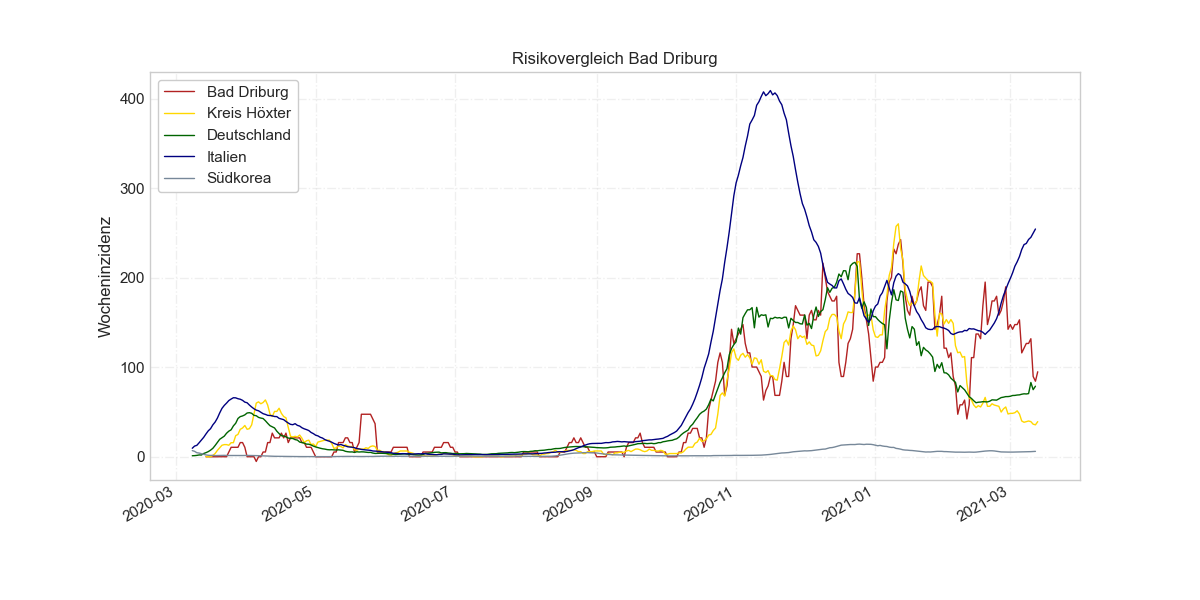 Risikovergleich Bad Driburg
Bad Driburg
Kreis Höxter
Deutschland
Italien
Südkorea
Wocheninzidenz
400
300
200
100
0
2020-03
2020-05
2020-07
2020-09
2020-11
2021-01
2021-03